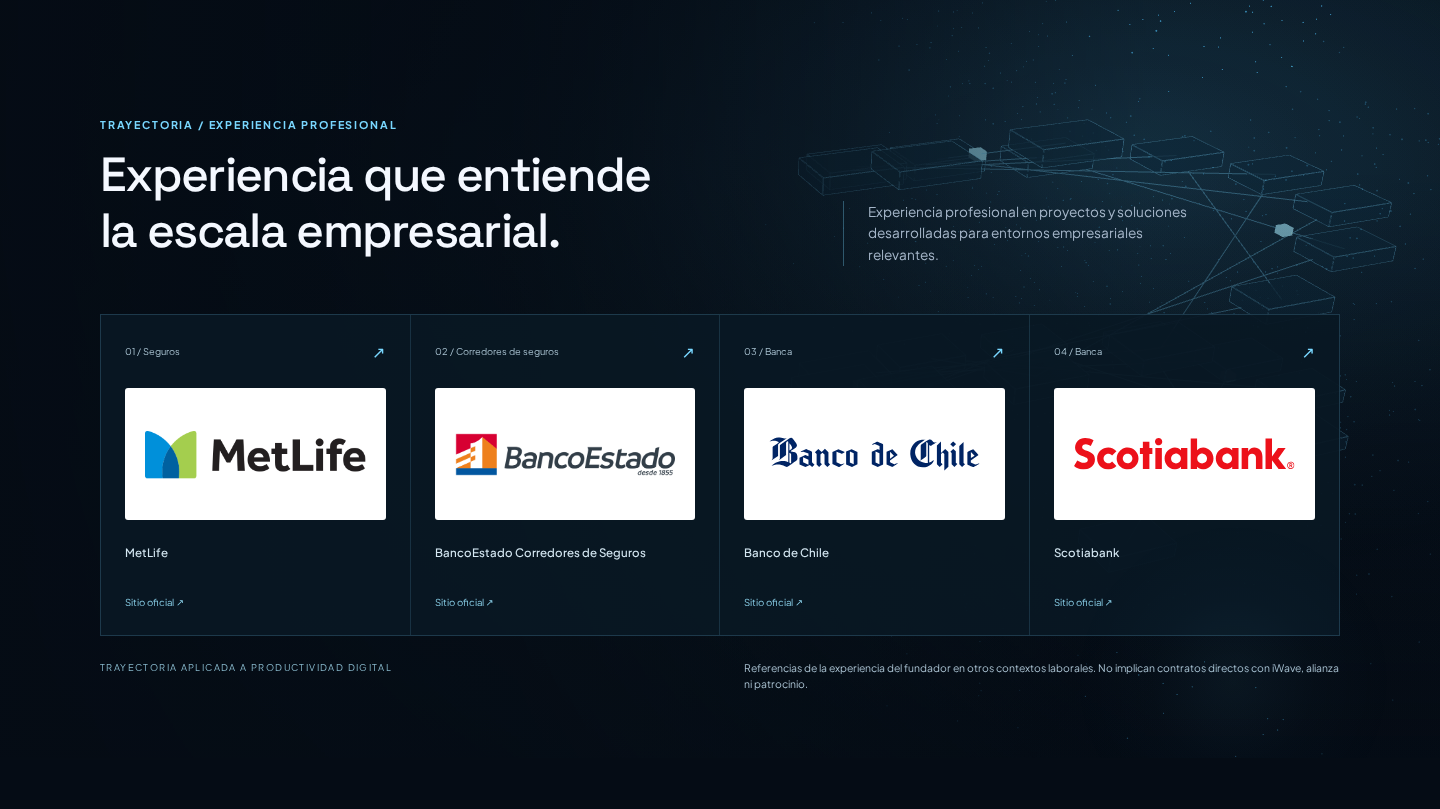 TRAYECTORIA / EXPERIENCIA PROFESIONAL
Experiencia que entiende
la escala empresarial.
Experiencia profesional en proyectos y soluciones
desarrolladas para entornos empresariales
relevantes.
01 / Seguros ↗
MetLife
MetLife
Sitio oficial ↗
02 / Corredores de seguros ↗
BancoEstado
desde 1855
BancoEstado Corredores de Seguros
Sitio oficial ↗
03 / Banca ↗
Banco de Chile
Banco de Chile
Sitio oficial ↗
04 / Banca ↗
Scotiabank®
Scotiabank
Sitio oficial ↗
TRAYECTORIA APLICADA A PRODUCTIVIDAD DIGITAL
Referencias de la experiencia del fundador en otros contextos laborales. No implican contratos directos con iWave, alianza
ni patrocinio.